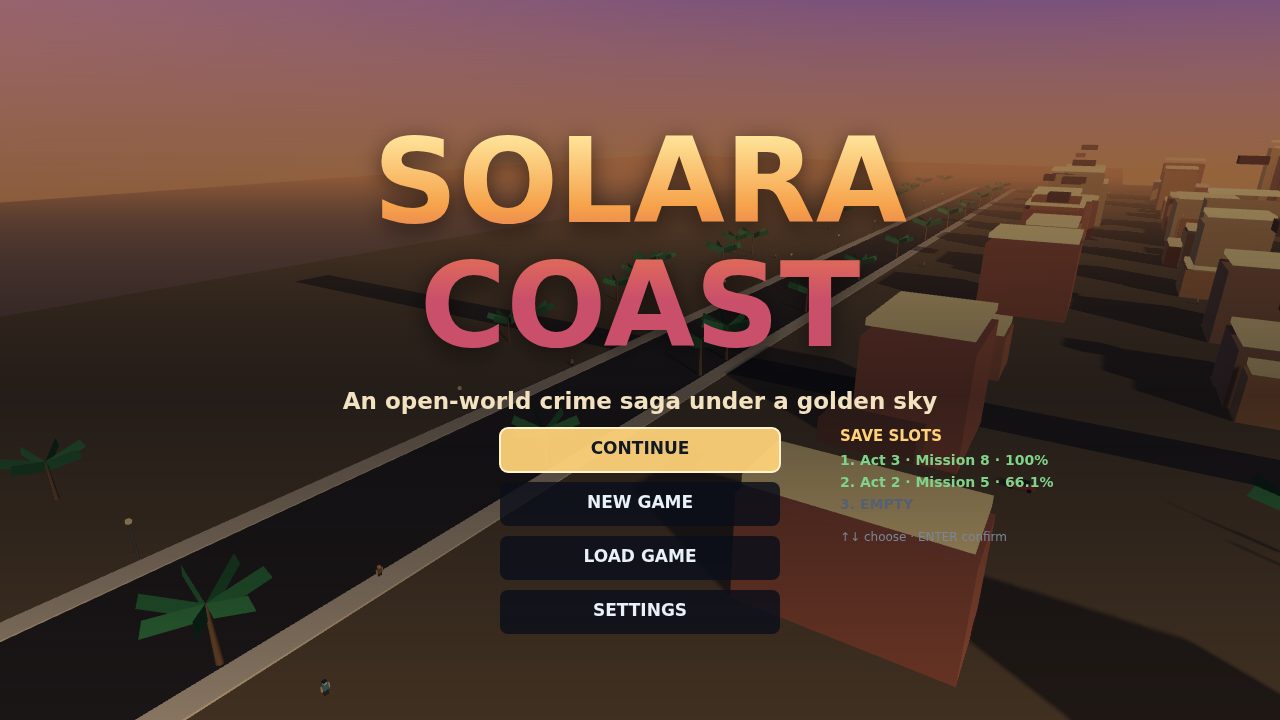 SOLARA
COAST
An open-world crime saga under a golden sky
CONTINUE
NEW GAME
LOAD GAME
SETTINGS
SAVE SLOTS
1. Act 3 · Mission 8 · 100%
2. Act 2 · Mission 5 · 66.1%
3. EMPTY
↑↓ choose · ENTER confirm